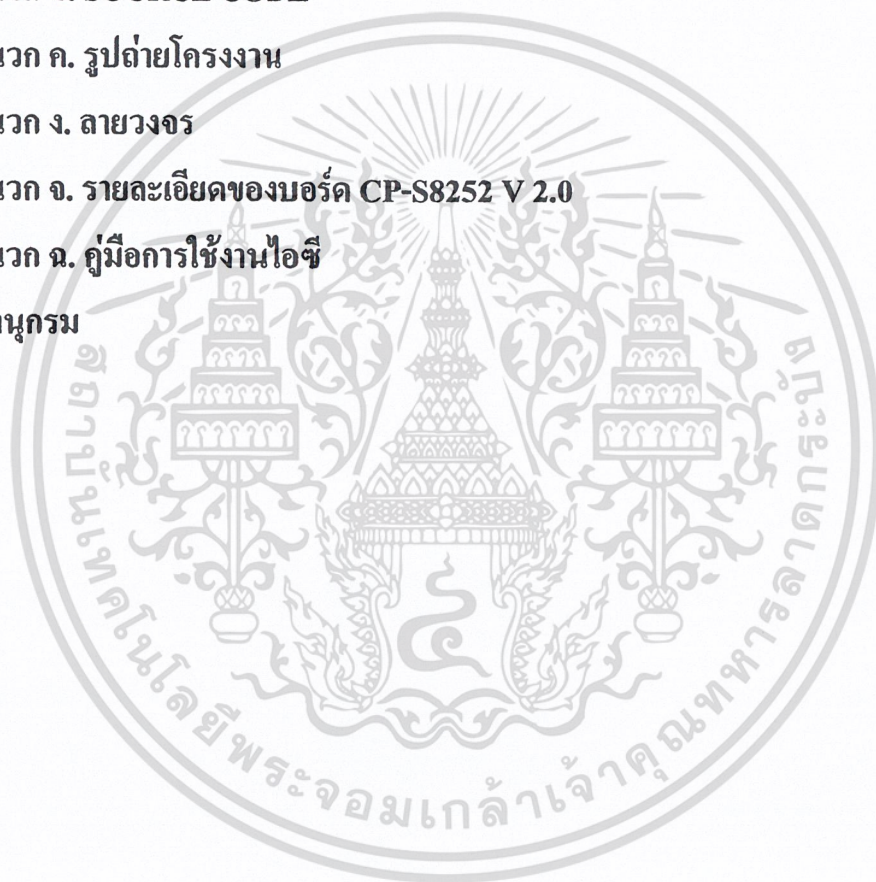 นวก ค. รูปถ่ายโครงงาน
นวก ง. ลายวงจร
นวก จ. รายละเอียดของบอร์ด CP-S8252 V 2.0
นวก ฉ. คู่มือการใช้งานไอซี
านุกรม
สถาบันเทคโนโลยีพระจอมเกล้าเจ้าคุณทหารลาดกระบัง